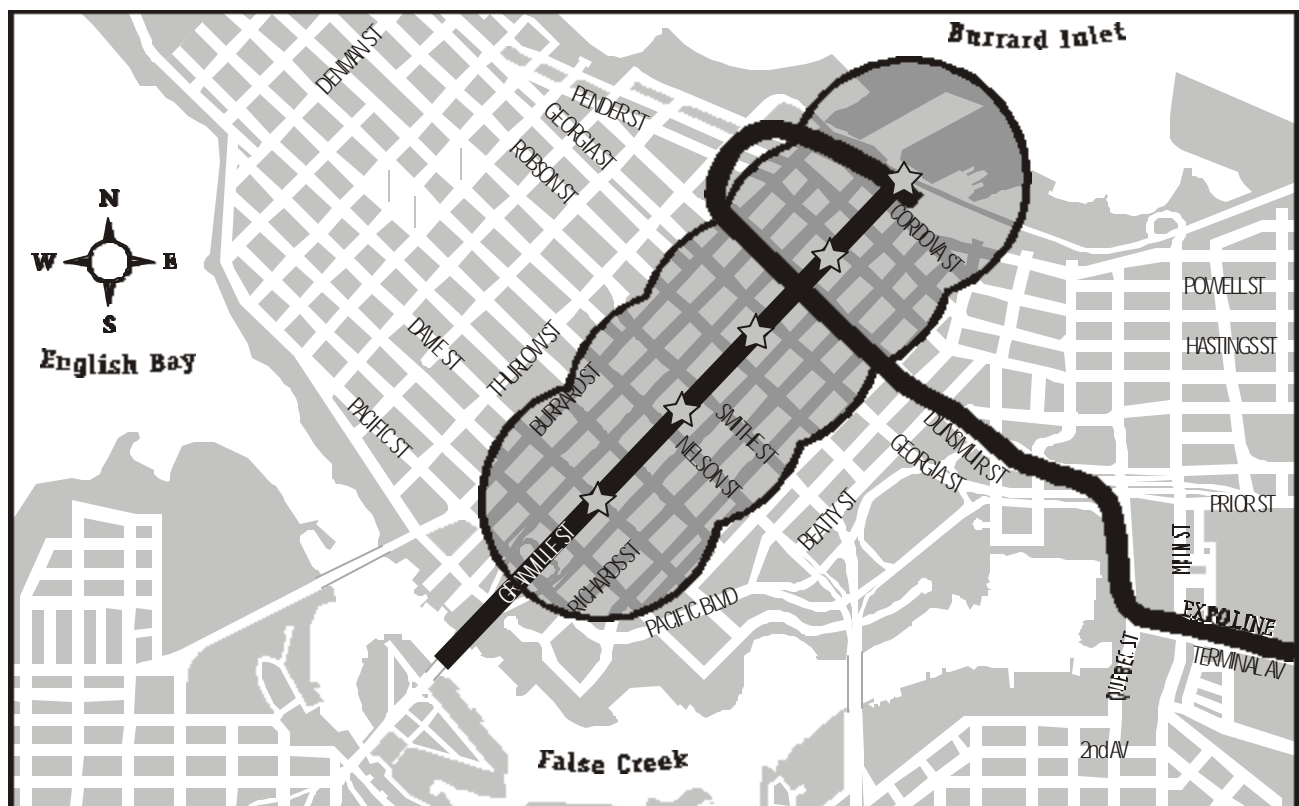 Burrard Inlet
DENMAN ST
PENDER ST
GEORGIA ST
ROBSON ST
N
W E
S
English Bay
CORDOVA ST
POWELL ST
HASTINGS ST
DAVIE ST
THURLOW ST
BURRARD ST
PACIFIC ST
SMITHE ST
NELSON ST
DUNSMUIR ST
GEORGIA ST
BEATTY ST
PRIOR ST
MAIN ST
GRANVILLE ST
RICHARDS ST
PACIFIC BLVD
EXPO LINE
TERMINAL AV
QUEBEC ST
2nd AV
False Creek